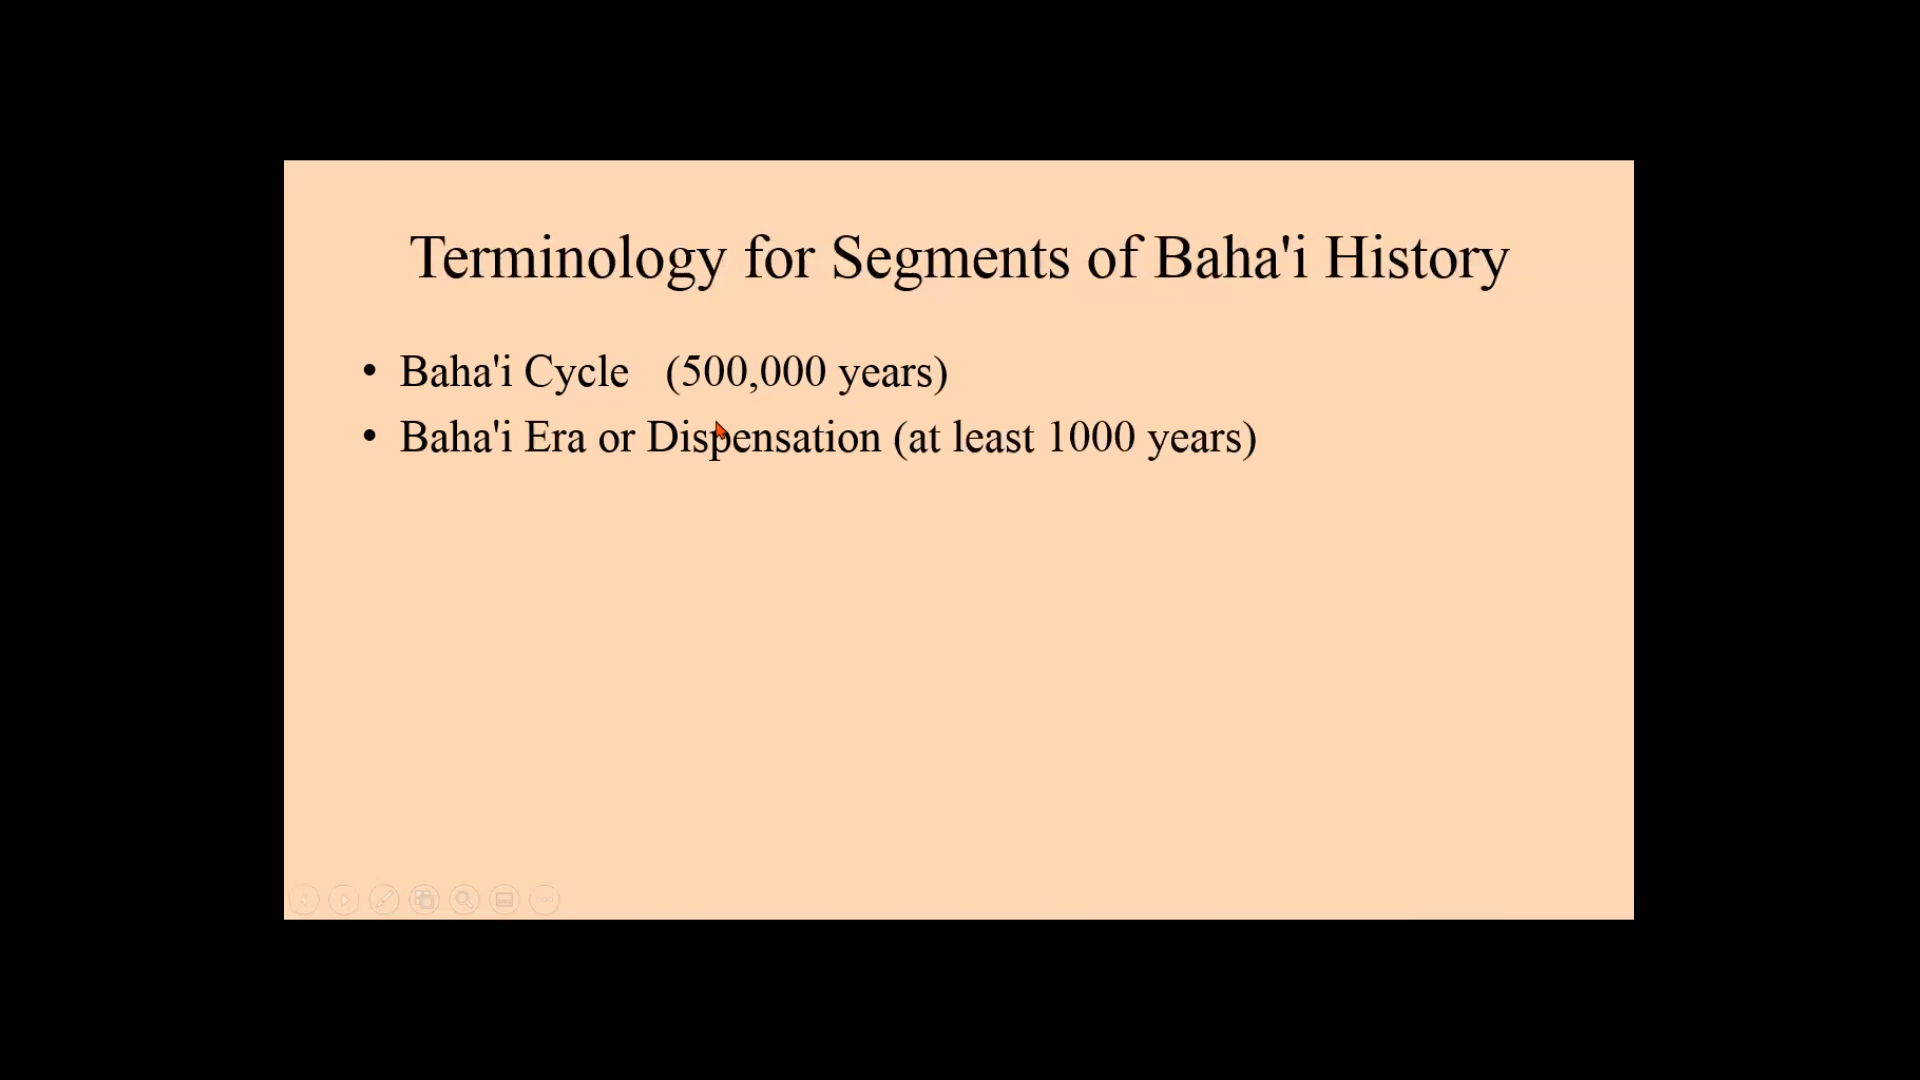 Terminology for Segments of Baha'i History
• Baha'i Cycle (500,000 years)
• Baha'i Era or Dispensation (at least 1000 years)